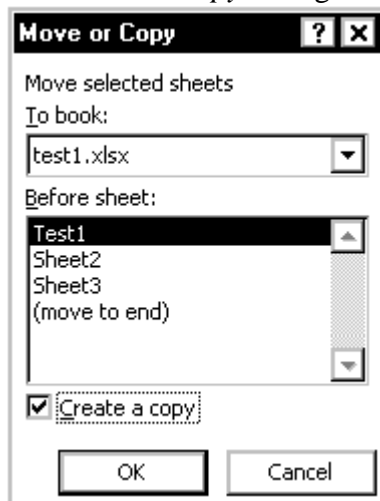 Move or Copy ? X
Move selected sheets
To book:
test1.xlsx
Before sheet:
Test1
Sheet2
Sheet3
(move to end)
Create a copy
OK Cancel